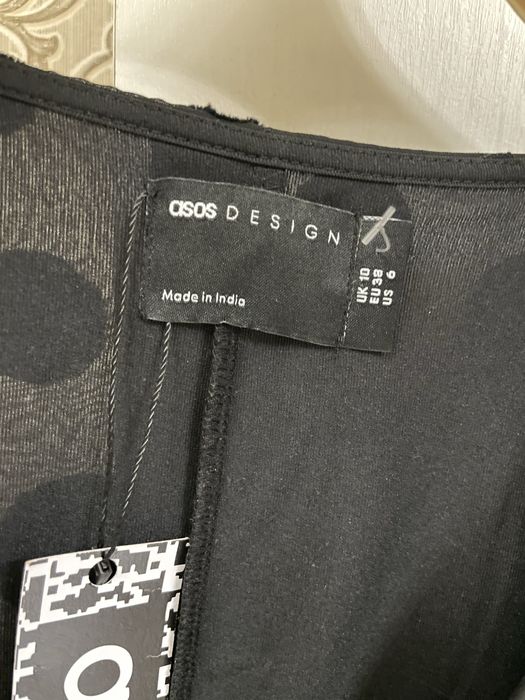 asos DESIGN
Made in India
UK 10
EU 38
US 6
a